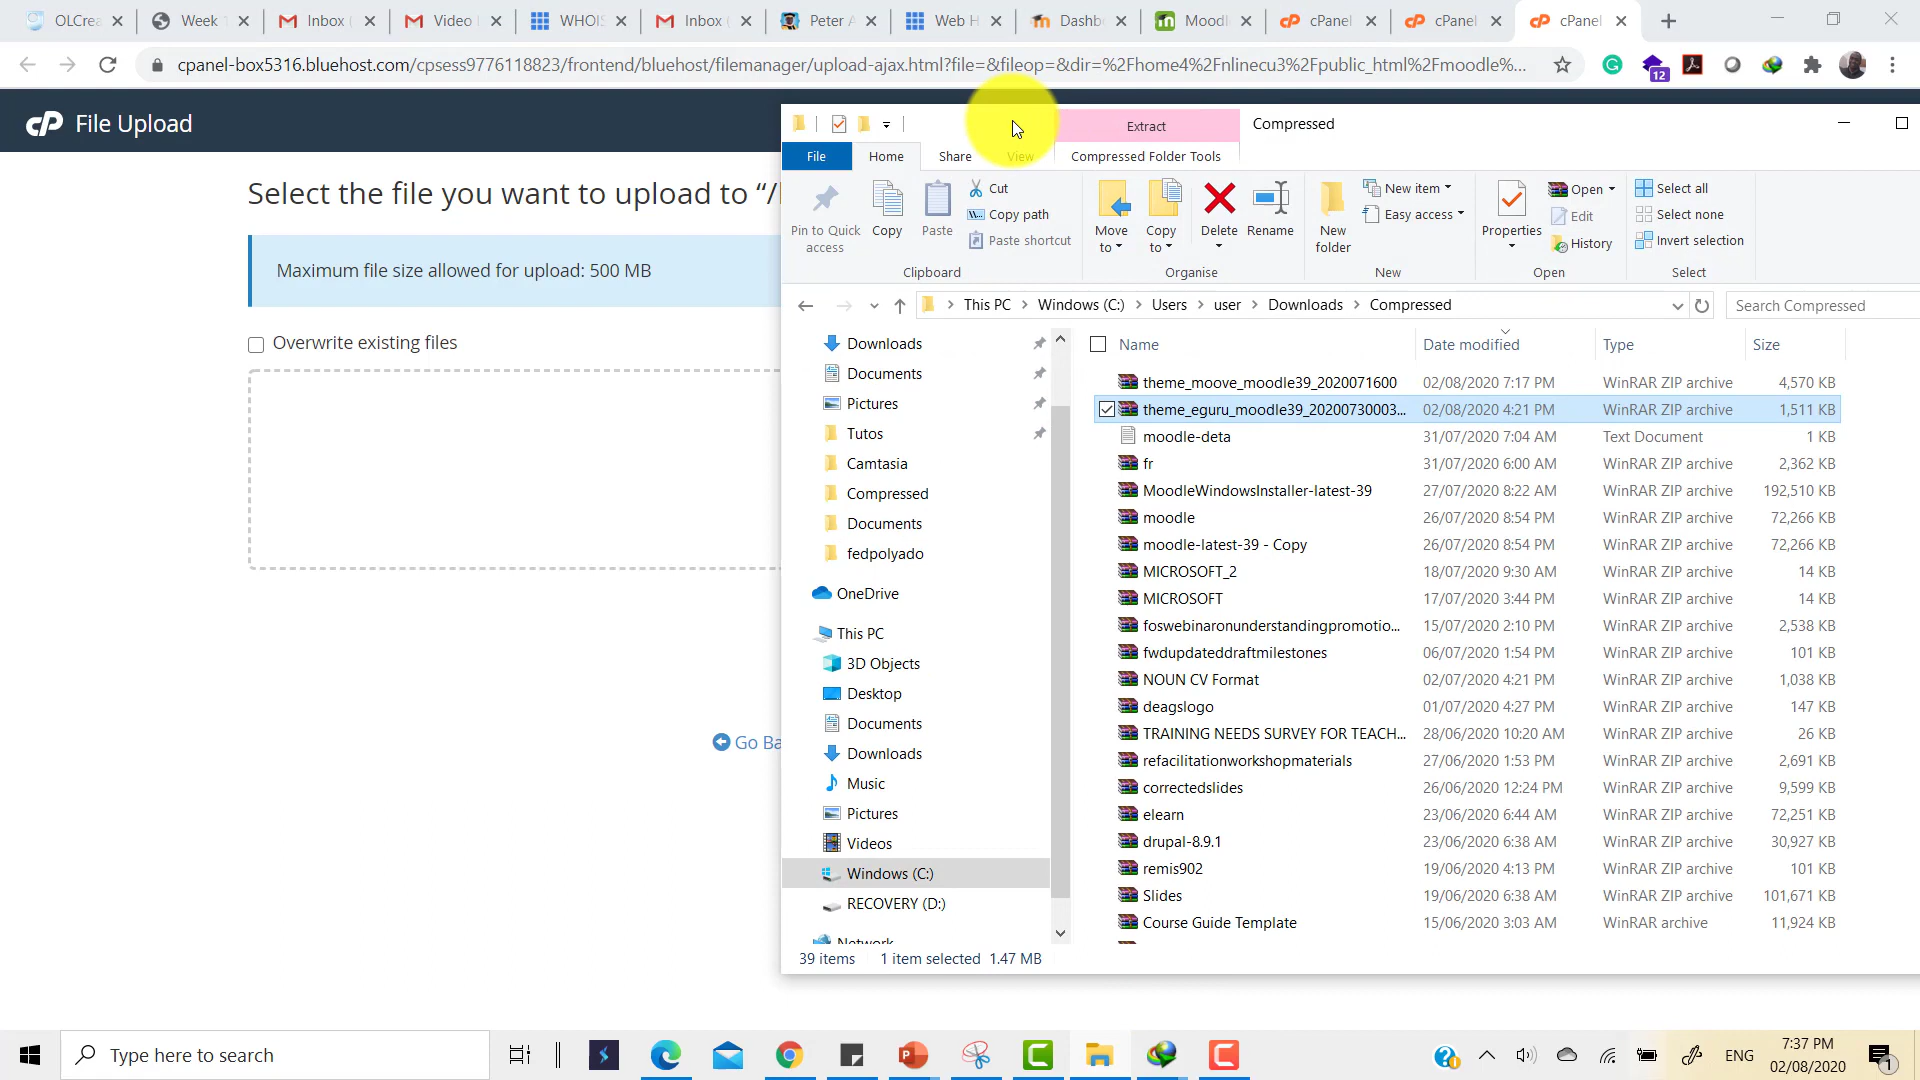 OLCrea
Week 1
Inbox (
Video
WHOIS
Inbox (
Peter A
Web H
Dashb
Moodl
cPanel
cPanel
cPanel
cpanel-box5316.bluehost.com/cpsess9776118823/frontend/bluehost/filemanager/upload-ajax.html?file=&fileop=&dir=%2Fhome4%2Fnlinecu3%2Fpublic_html%2Fmoodle%...
12
cP File Upload
Select the file you want to upload to “/
Maximum file size allowed for upload: 500 MB
Overwrite existing files
Go Ba
Extract
Compressed
File
Home
Share
View
Compressed Folder Tools
Pin to Quick access
Copy
Paste
Cut
Copy path
Paste shortcut
Move to
Copy to
Delete
Rename
New folder
New item
Easy access
Properties
Open
Edit
History
Select all
Select none
Invert selection
Clipboard
Organise
New
Open
Select
This PC > Windows (C:) > Users > user > Downloads > Compressed
Search Compressed
Downloads
Documents
Pictures
Tutos
Camtasia
Compressed
Documents
fedpolyado
OneDrive
This PC
3D Objects
Desktop
Documents
Downloads
Music
Pictures
Videos
Windows (C:)
RECOVERY (D:)
Network
Name Date modified Type Size
theme_moove_moodle39_2020071600 02/08/2020 7:17 PM WinRAR ZIP archive 4,570 KB
theme_eguru_moodle39_20200730003... 02/08/2020 4:21 PM WinRAR ZIP archive 1,511 KB
moodle-deta 31/07/2020 7:04 AM Text Document 1 KB
fr 31/07/2020 6:00 AM WinRAR ZIP archive 2,362 KB
MoodleWindowsInstaller-latest-39 27/07/2020 8:22 AM WinRAR ZIP archive 192,510 KB
moodle 26/07/2020 8:54 PM WinRAR ZIP archive 72,266 KB
moodle-latest-39 - Copy 26/07/2020 8:54 PM WinRAR ZIP archive 72,266 KB
MICROSOFT_2 18/07/2020 9:30 AM WinRAR ZIP archive 14 KB
MICROSOFT 17/07/2020 3:44 PM WinRAR ZIP archive 14 KB
foswebinaronunderstandingpromotio... 15/07/2020 2:10 PM WinRAR ZIP archive 2,538 KB
fwdupdateddraftmilestones 06/07/2020 1:54 PM WinRAR ZIP archive 101 KB
NOUN CV Format 02/07/2020 4:21 PM WinRAR ZIP archive 1,038 KB
deagslogo 01/07/2020 4:27 PM WinRAR ZIP archive 147 KB
TRAINING NEEDS SURVEY FOR TEACH... 28/06/2020 10:20 AM WinRAR ZIP archive 26 KB
refacilitationworkshopmaterials 27/06/2020 1:53 PM WinRAR ZIP archive 2,691 KB
correctedslides 26/06/2020 12:24 PM WinRAR ZIP archive 9,599 KB
elearn 23/06/2020 6:44 AM WinRAR ZIP archive 72,251 KB
drupal-8.9.1 23/06/2020 6:38 AM WinRAR ZIP archive 30,927 KB
remis902 19/06/2020 4:13 PM WinRAR ZIP archive 101 KB
Slides 19/06/2020 6:38 AM WinRAR ZIP archive 101,671 KB
Course Guide Template 15/06/2020 3:03 AM WinRAR archive 11,924 KB
39 items 1 item selected 1.47 MB
Type here to search
ENG
7:37 PM
02/08/2020
1